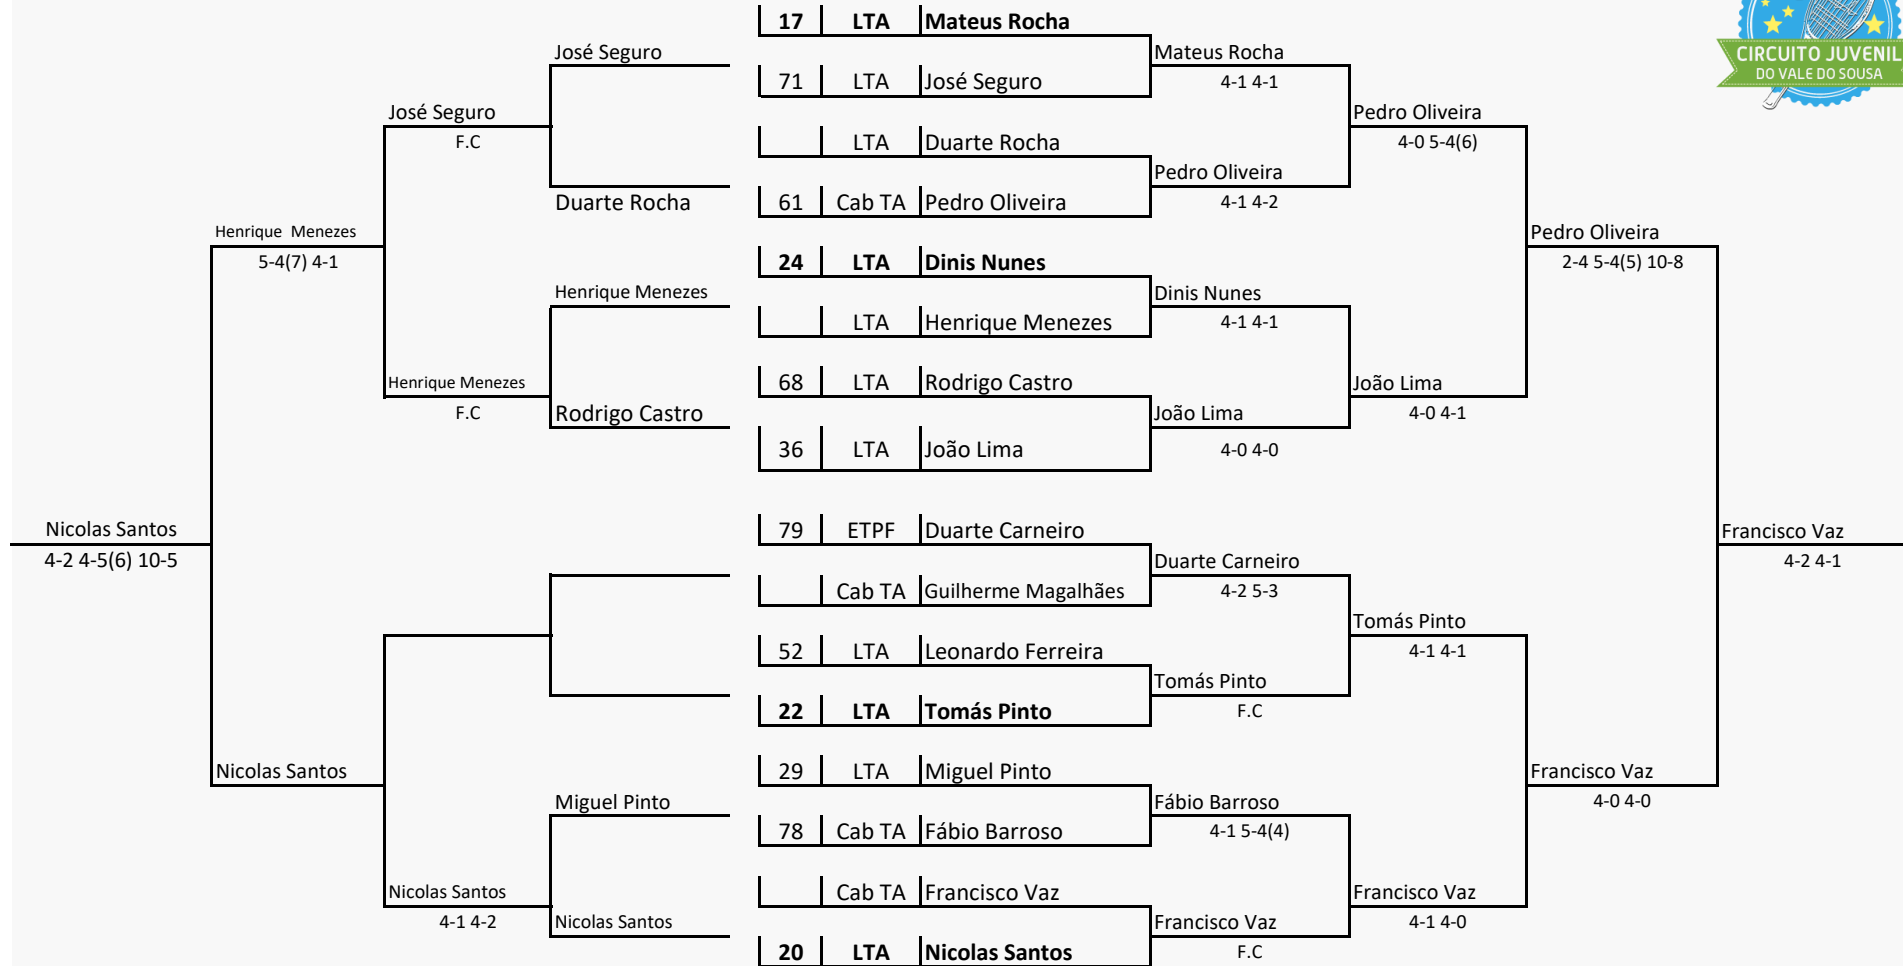 17 LTA Mateus Rocha
CIRCUITO JUVENIL
DO VALE DO SOUSA
José Seguro Mateus Rocha
71 LTA José Seguro 4-1 4-1
José Seguro Pedro Oliveira
F.C LTA Duarte Rocha 4-0 5-4(6)
Pedro Oliveira
Duarte Rocha 61 Cab TA Pedro Oliveira 4-1 4-2
Henrique Menezes Pedro Oliveira
5-4(7) 4-1 24 LTA Dinis Nunes 2-4 5-4(5) 10-8
Henrique Menezes Dinis Nunes
LTA Henrique Menezes 4-1 4-1
Henrique Menezes 68 LTA Rodrigo Castro João Lima
F.C Rodrigo Castro João Lima 4-0 4-1
36 LTA João Lima 4-0 4-0
Nicolas Santos 79 ETPF Duarte Carneiro Francisco Vaz
4-2 4-5(6) 10-5 Duarte Carneiro 4-2 4-1
Cab TA Guilherme Magalhães 4-2 5-3
Tomás Pinto
52 LTA Leonardo Ferreira 4-1 4-1
Tomás Pinto
22 LTA Tomás Pinto F.C
Nicolas Santos 29 LTA Miguel Pinto Francisco Vaz
Miguel Pinto Fábio Barroso 4-0 4-0
78 Cab TA Fábio Barroso 4-1 5-4(4)
Nicolas Santos Cab TA Francisco Vaz Francisco Vaz
4-1 4-2 Nicolas Santos Francisco Vaz 4-1 4-0
20 LTA Nicolas Santos F.C